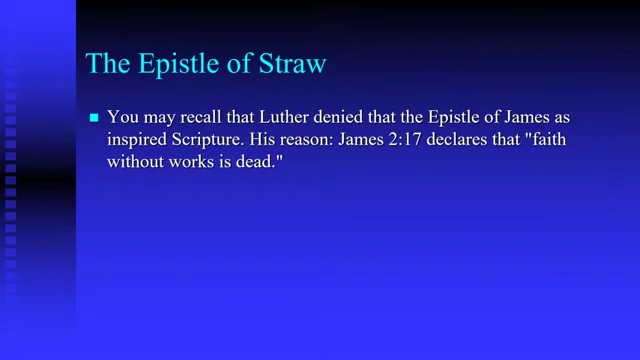 The Epistle of Straw
You may recall that Luther denied that the Epistle of James as
inspired Scripture. His reason: James 2:17 declares that "faith
without works is dead."